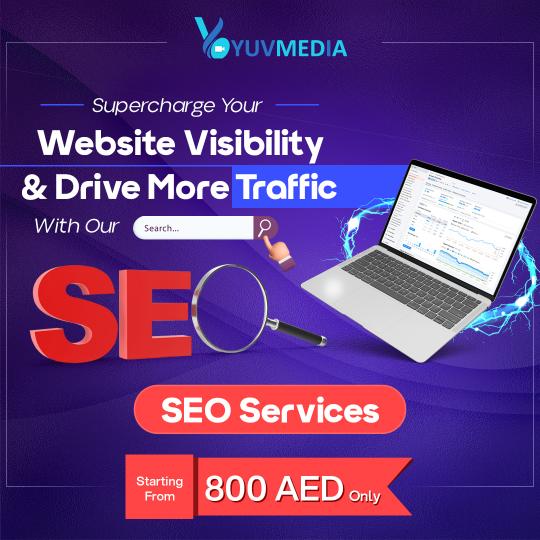 YUVMEDIA
Supercharge Your
Website Visibility
& Drive More Traffic
With Our Search...
SEO
SEO Services
Starting
From
800 AED Only